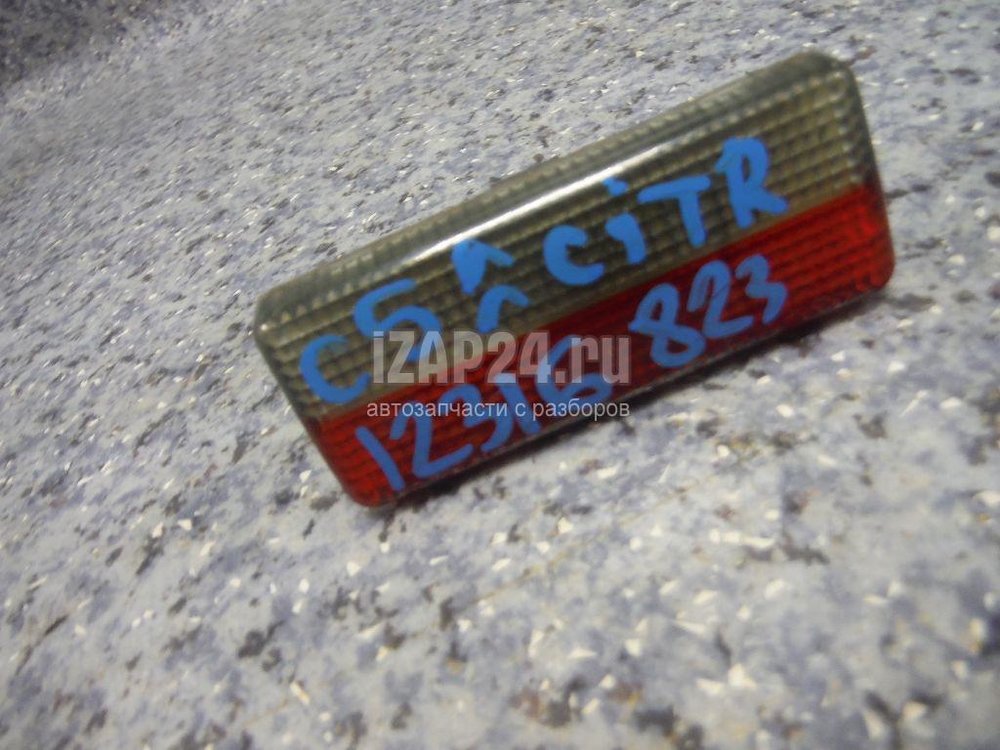 C5 ^^ CiTR
12316 823
iZAP24.ru
автозапчасти с разборов